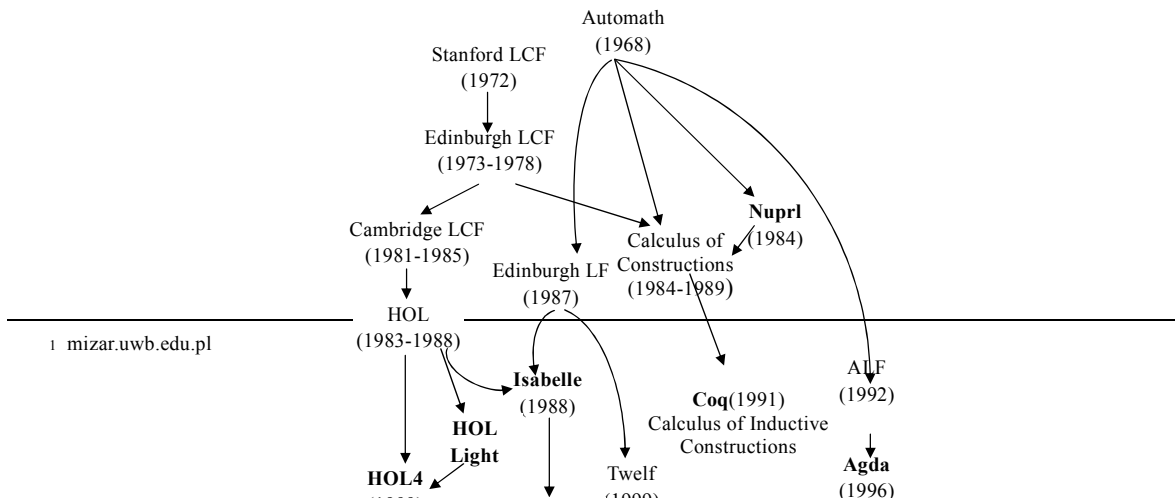 Automath
(1968)
Stanford LCF
(1972)
Edinburgh LCF
(1973-1978)
Nuprl
(1984)
Cambridge LCF
(1981-1985)
Calculus of
Constructions
(1984-1989)
Edinburgh LF
(1987)
HOL
(1983-1988)
1 mizar.uwb.edu.pl
Isabelle
(1988)
ALF
(1992)
Coq(1991)
Calculus of Inductive
Constructions
HOL
Light
HOL4
Twelf
Agda
(1996)